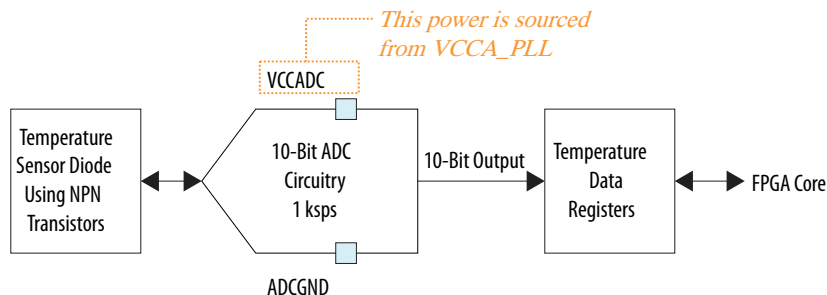 This power is sourced
from VCCA_PLL
VCCADC
Temperature
Sensor Diode
Using NPN
Transistors
10-Bit ADC
Circuitry
1 ksps
10-Bit Output
Temperature
Data
Registers
FPGA Core
ADCGND